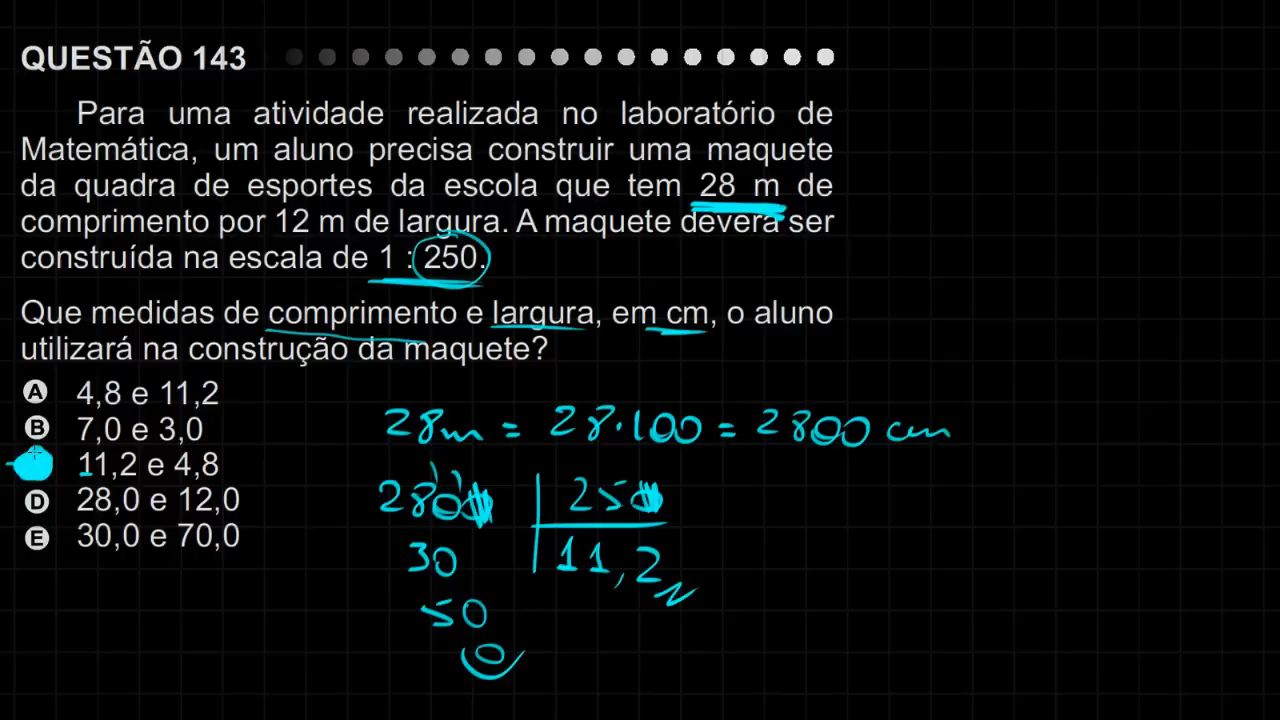 QUESTÃO 143
Para uma atividade realizada no laboratório de
Matemática, um aluno precisa construir uma maquete
da quadra de esportes da escola que tem 28 m de
comprimento por 12 m de largura. A maquete deverá ser
construída na escala de 1 : 250.
Que medidas de comprimento e largura, em cm, o aluno
utilizará na construção da maquete?
A 4,8 e 11,2
B 7,0 e 3,0
11,2 e 4,8
D 28,0 e 12,0
E 30,0 e 70,0
28m = 28.100 = 2800 cm
2800 250
30 11,2
50
0